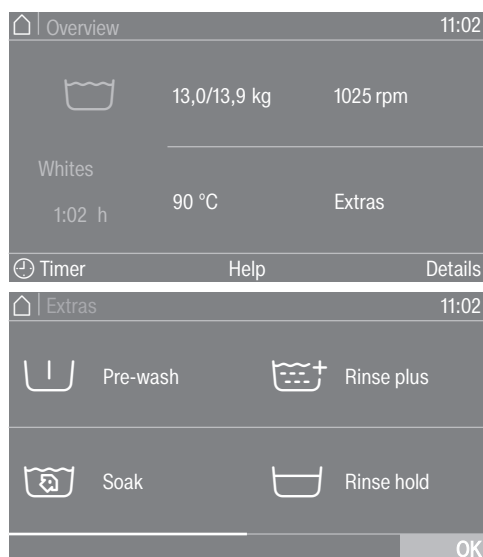 Overview 11:02
13,0/13,9 kg 1025 rpm
Whites
1:02 h
90 °C Extras
Timer Help Details
Extras 11:02
Pre-wash Rinse plus
Soak Rinse hold
OK